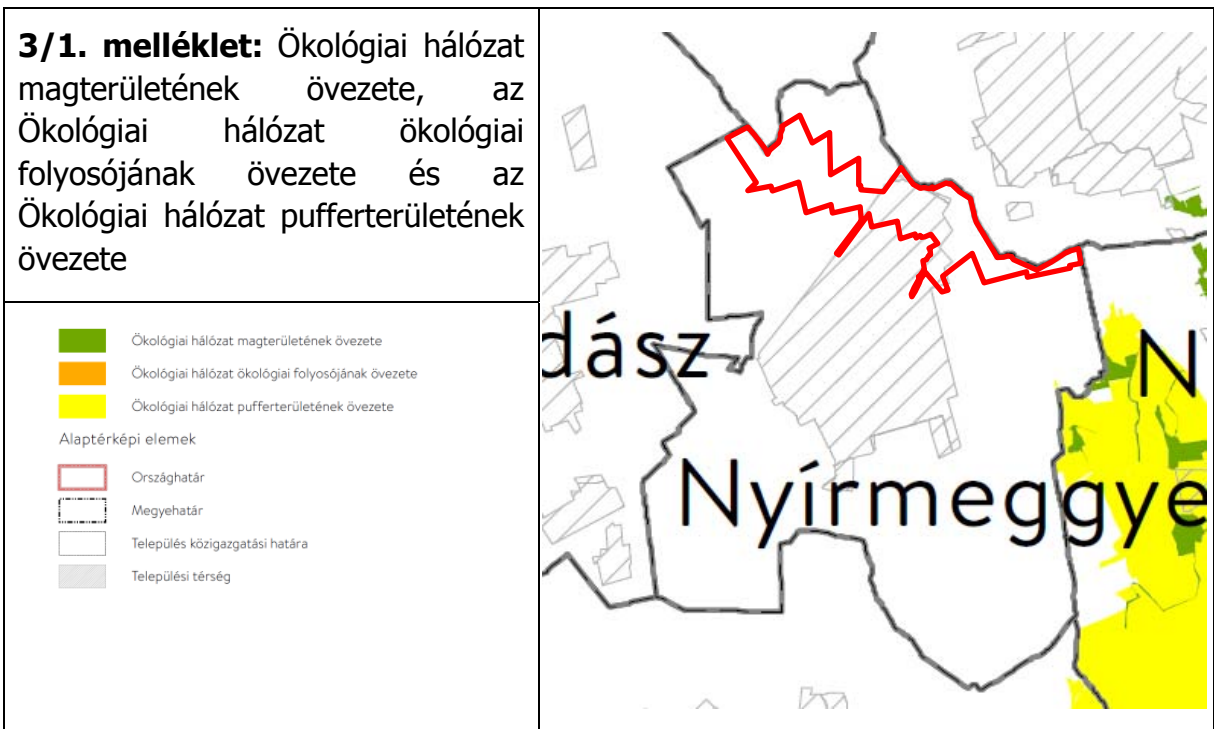 3/1. melléklet: Ökológiai hálózat
magterületének övezete, az
Ökológiai hálózat ökológiai
folyosójának övezete és az
Ökológiai hálózat pufferterületének
övezete
Ökológiai hálózat magterületének övezete
Ökológiai hálózat ökológiai folyosójának övezete
Ökológiai hálózat pufferterületének övezete
Alaptérképi elemek
Országhatár
Megyehatár
Település közigazgatási határa
Települési térség
dász
N
Nyírmeggye